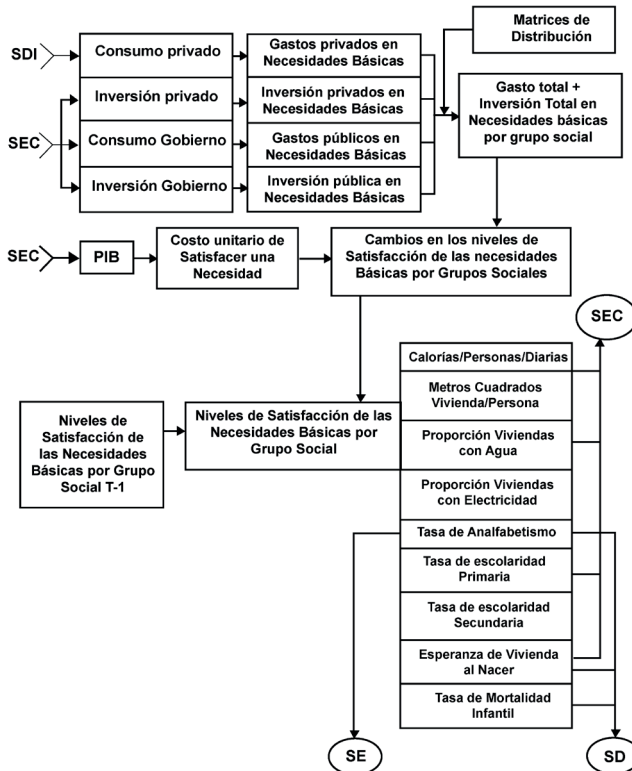 Matrices de
Distribución
SDI
Consumo privado
Gastos privados en
Necesidades Básicas
Inversión privado
Inversión privados en
Necesidades Básicas
SEC
Consumo Gobierno
Gastos públicos en
Necesidades Básicas
Inversión Gobierno
Inversión pública en
Necesidades Básicas
Gasto total +
Inversión Total en
Necesidades básicas
por grupo social
SEC
PIB
Costo unitario de
Satisfacer una
Necesidad
Cambios en los niveles de
Satisfacción de las necesidades
Básicas por Grupos Sociales
SEC
Niveles de
Satisfacción de
las Necesidades
Básicas por Grupo
Social T-1
Niveles de Satisfacción de las
Necesidades Básicas por
Grupo Social
Calorías/Personas/Diarias
Metros Cuadrados
Vivienda/Persona
Proporción Viviendas
con Agua
Proporción Viviendas
con Electricidad
Tasa de Analfabetismo
Tasa de escolaridad
Primaria
Tasa de escolaridad
Secundaria
Esperanza de Vivienda
al Nacer
Tasa de Mortalidad
Infantil
SE
SD